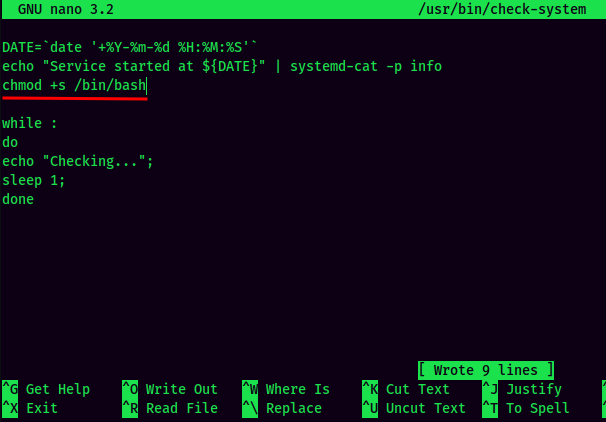 GNU nano 3.2 /usr/bin/check-system
DATE=`date '+%Y-%m-%d %H:%M:%S'`
echo "Service started at ${DATE}" | systemd-cat -p info
chmod +s /bin/bash
while :
do
echo "Checking...";
sleep 1;
done
[ Wrote 9 lines ]
^G Get Help ^O Write Out ^W Where Is ^K Cut Text ^J Justify
^X Exit ^R Read File ^\ Replace ^U Uncut Text ^T To Spell